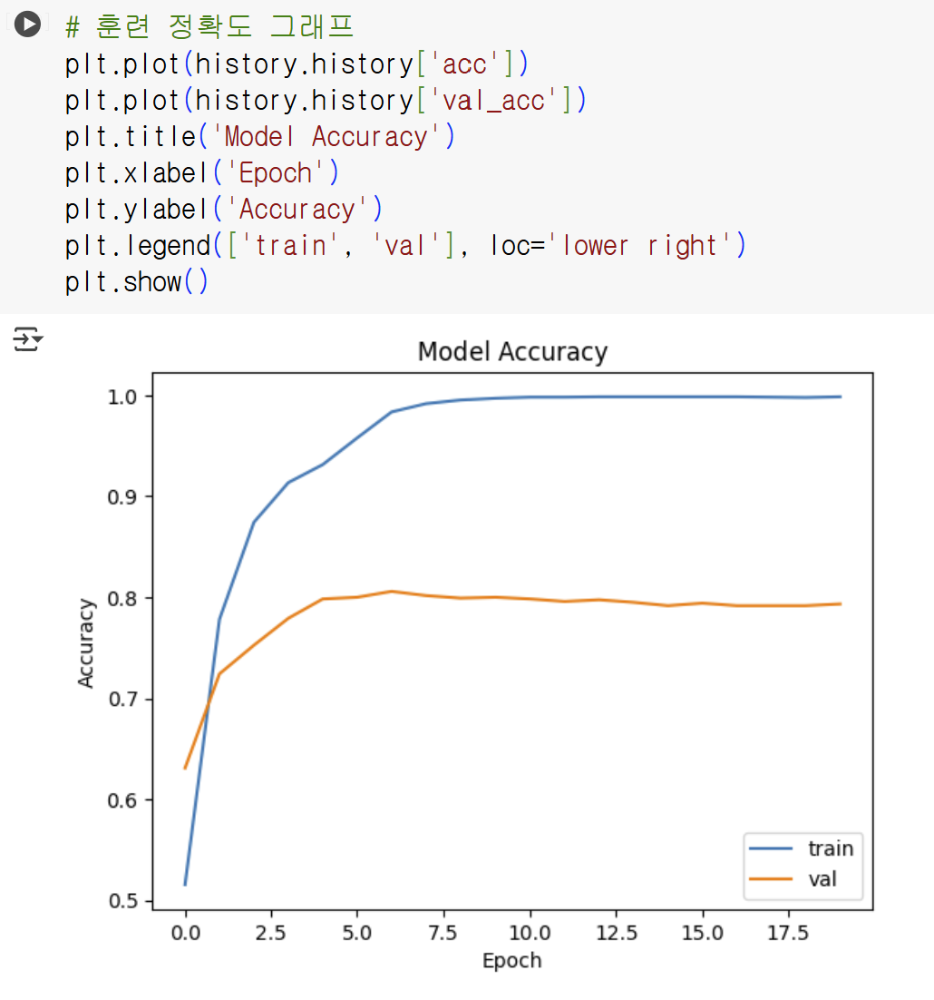 # 훈련 정확도 그래프
plt.plot(history.history['acc'])
plt.plot(history.history['val_acc'])
plt.title('Model Accuracy')
plt.xlabel('Epoch')
plt.ylabel('Accuracy')
plt.legend(['train', 'val'], loc='lower right')
plt.show()
Model Accuracy
1.0
0.9
0.8
0.7
0.6
0.5
Accuracy
train
val
0.0 2.5 5.0 7.5 10.0 12.5 15.0 17.5
Epoch